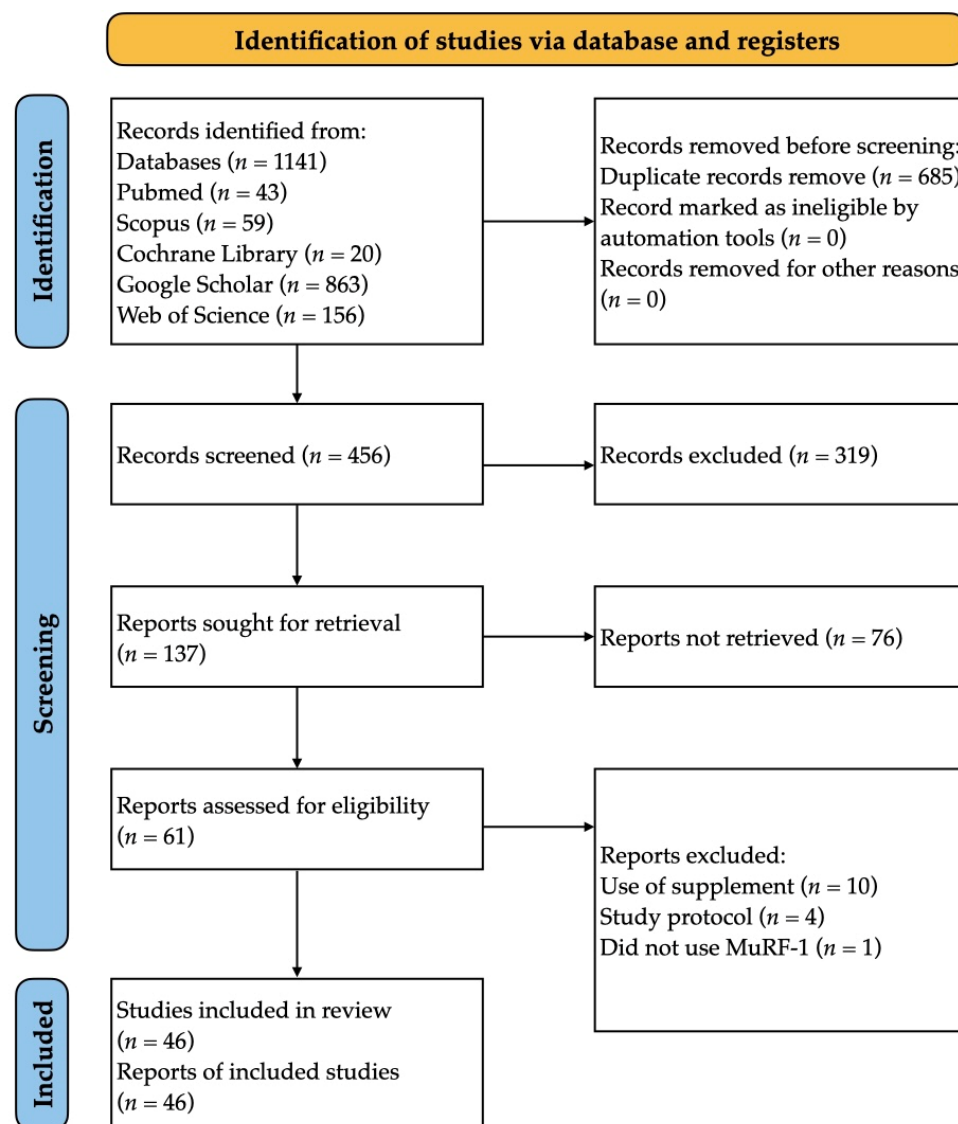 Identification of studies via database and registers
Identification
Records identified from:
Databases (n = 1141)
Pubmed (n = 43)
Scopus (n = 59)
Cochrane Library (n = 20)
Google Scholar (n = 863)
Web of Science (n = 156)
Records removed before screening:
Duplicate records remove (n = 685)
Record marked as ineligible by
automation tools (n = 0)
Records removed for other reasons
(n = 0)
Screening
Records screened (n = 456)
Records excluded (n = 319)
Reports sought for retrieval
(n = 137)
Reports not retrieved (n = 76)
Reports assessed for eligibility
(n = 61)
Reports excluded:
Use of supplement (n = 10)
Study protocol (n = 4)
Did not use MuRF-1 (n = 1)
Included
Studies included in review
(n = 46)
Reports of included studies
(n = 46)